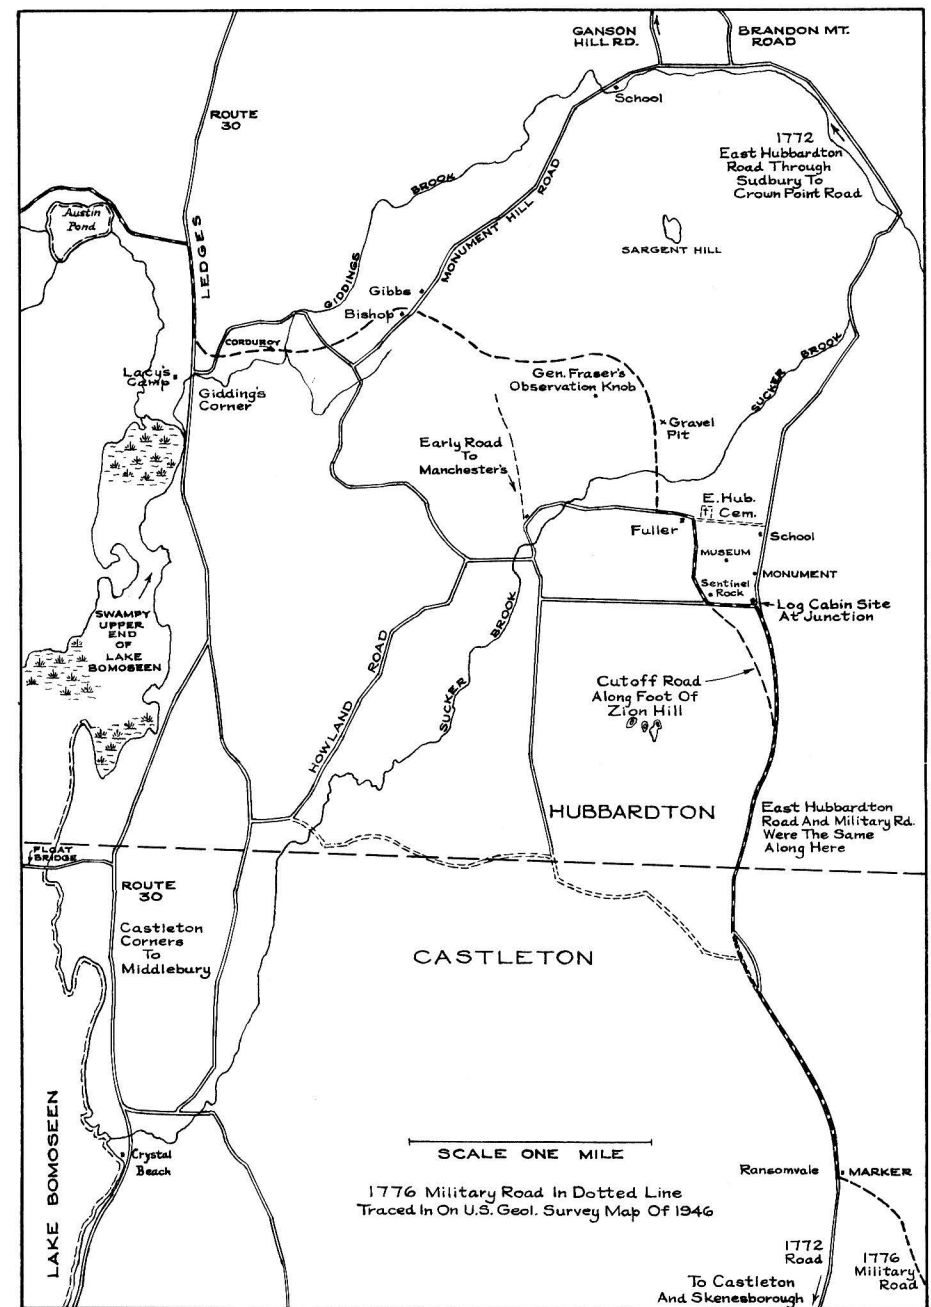 GANSON
HILL RD.
BRANDON MT.
ROAD
School
ROUTE
30
1772
East Hubbardton
Road Through
Sudbury To
Crown Point Road
BROOK
MONUMENT HILL ROAD
Austin
Pond
LEDGES
SARGENT HILL
GIDDINGS
Gibbs
Bishop
CORDUROY
SUCKER BROOK
Lacy's
Camp
Gidding's
Corner
Gen. Fraser's
Observation Knob
Gravel
Pit
Early Road
To
Manchester's
E. Hub.
Cem.
Fuller
School
MUSEUM
MONUMENT
Sentinel
Rock
Log Cabin Site
At Junction
SWAMPY
UPPER
END
OF
LAKE
BOMOSEEN
BROOK
SUCKER
HOWLAND ROAD
Cutoff Road
Along Foot Of
Zion Hill
HUBBARDTON
East Hubbardton
Road And Military Rd.
Were The Same
Along Here
FLOAT
BRIDGE
ROUTE
30
Castleton
Corners
To
Middlebury
CASTLETON
LAKE BOMOSEEN
Crystal
Beach
SCALE ONE MILE
1776 Military Road In Dotted Line
Traced In On U.S. Geol. Survey Map Of 1946
Ransomvale
MARKER
1772
Road
1776
Military
Road
To Castleton
And Skenesborough